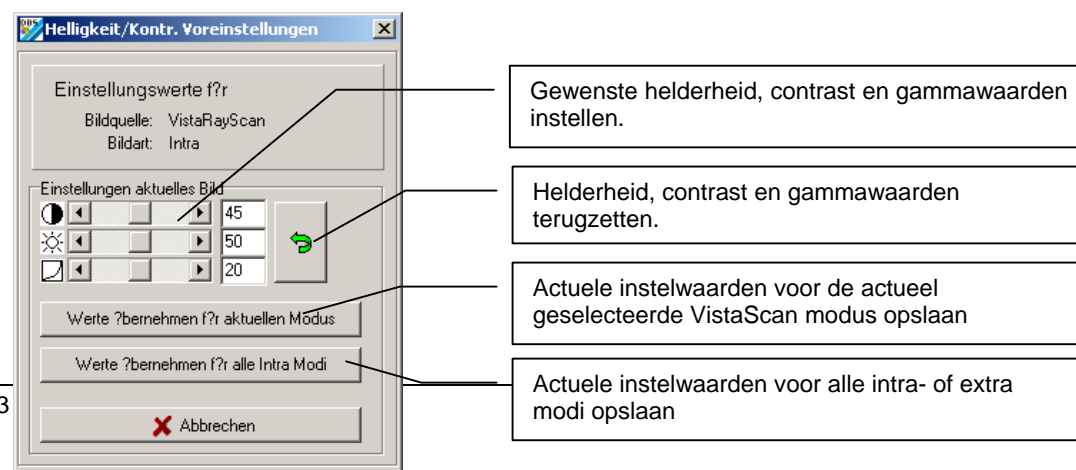 DBS Helligkeit/Kontr. Voreinstellungen
Einstellungswerte f?r
Bildquelle: VistaRayScan
Bildart: Intra
Einstellungen aktuelles Bild
45
50
20
Werte ?bernehmen f?r aktuellen Modus
Werte ?bernehmen f?r alle Intra Modi
Abbrechen
3
Gewenste helderheid, contrast en gammawaarden
instellen.
Helderheid, contrast en gammawaarden
terugzetten.
Actuele instelwaarden voor de actueel
geselecteerde VistaScan modus opslaan
Actuele instelwaarden voor alle intra- of extra
modi opslaan